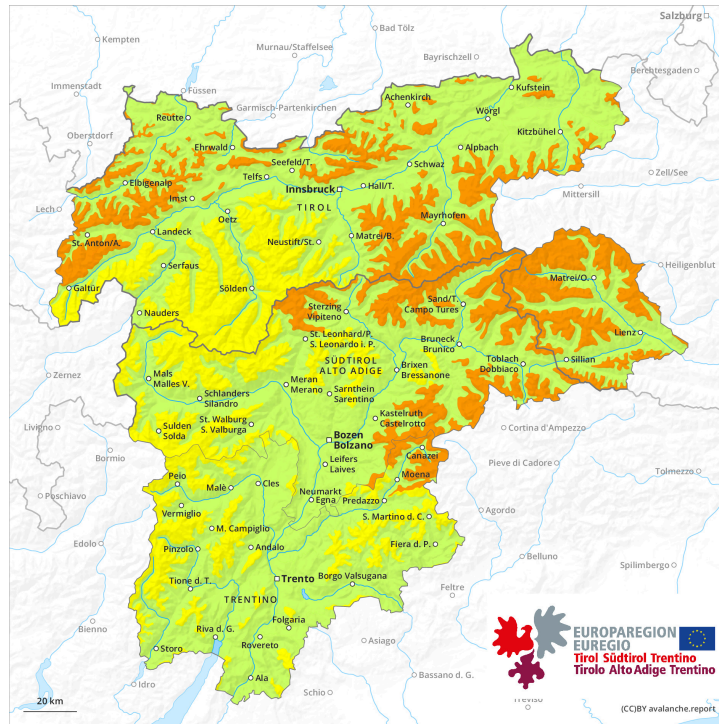 Salzburg
Kempten
Bad Tölz
Murnau/Staffelsee
Bayrischzell
Berchtesgaden
Immenstadt
Füssen
Garmisch-Partenkirchen
Achenkirch
Kufstein
Reutte
Wörgl
Oberstdorf
Ehrwald
Kitzbühel
Seefeld/T.
Alpbach
Telfs
Schwaz
Zell/See
Elbigenalp
Innsbruck
Hall/T.
Mittersill
Imst
TIROL
Lech
Oetz
Mayrhofen
St. Anton/A.
Landeck
Neustift/St.
Matrei/B.
Heiligenblut
Serfaus
Matrei/O.
Galtür
Sölden
Sand/T.
Campo Tures
Nauders
Sterzing
Vipiteno
Lienz
St. Leonhard/P.
S. Leonardo i. P.
Bruneck
Brunico
Sillian
SÜDTIROL
ALTO ADIGE
Toblach
Dobbiaco
Zernez
Mals
Malles V.
Meran
Merano
Brixen
Bressanone
Schlanders
Silandro
Sarnthein
Sarentino
Livigno
St. Walburg
S. Valburga
Kastelruth
Castelrotto
Cortina d'Ampezzo
Sulden
Solda
Bozen
Bolzano
Bormio
Canazei
Pieve di Cadore
Leifers
Laives
Tolmezzo
Poschiavo
Peio
Malè
Cles
Moena
Neumarkt
Egna
Predazzo
Vermiglio
S. Martino d. C.
Agordo
M. Campiglio
Edolo
Pinzolo
Andalo
Fiera d. P.
Belluno
Spilimbergo
Trento
Tione d. T.
Borgo Valsugana
Feltre
TRENTINO
Bienno
Folgaria
Riva d. G.
Rovereto
Asiago
Storo
Idro
Ala
Schio
Bassano d. G.
Treviso
EUROPAREGION
EUREGIO
Tirol Südtirol Trentino
Tirolo Alto Adige Trentino
20 km
(CC)BY avalanche.report